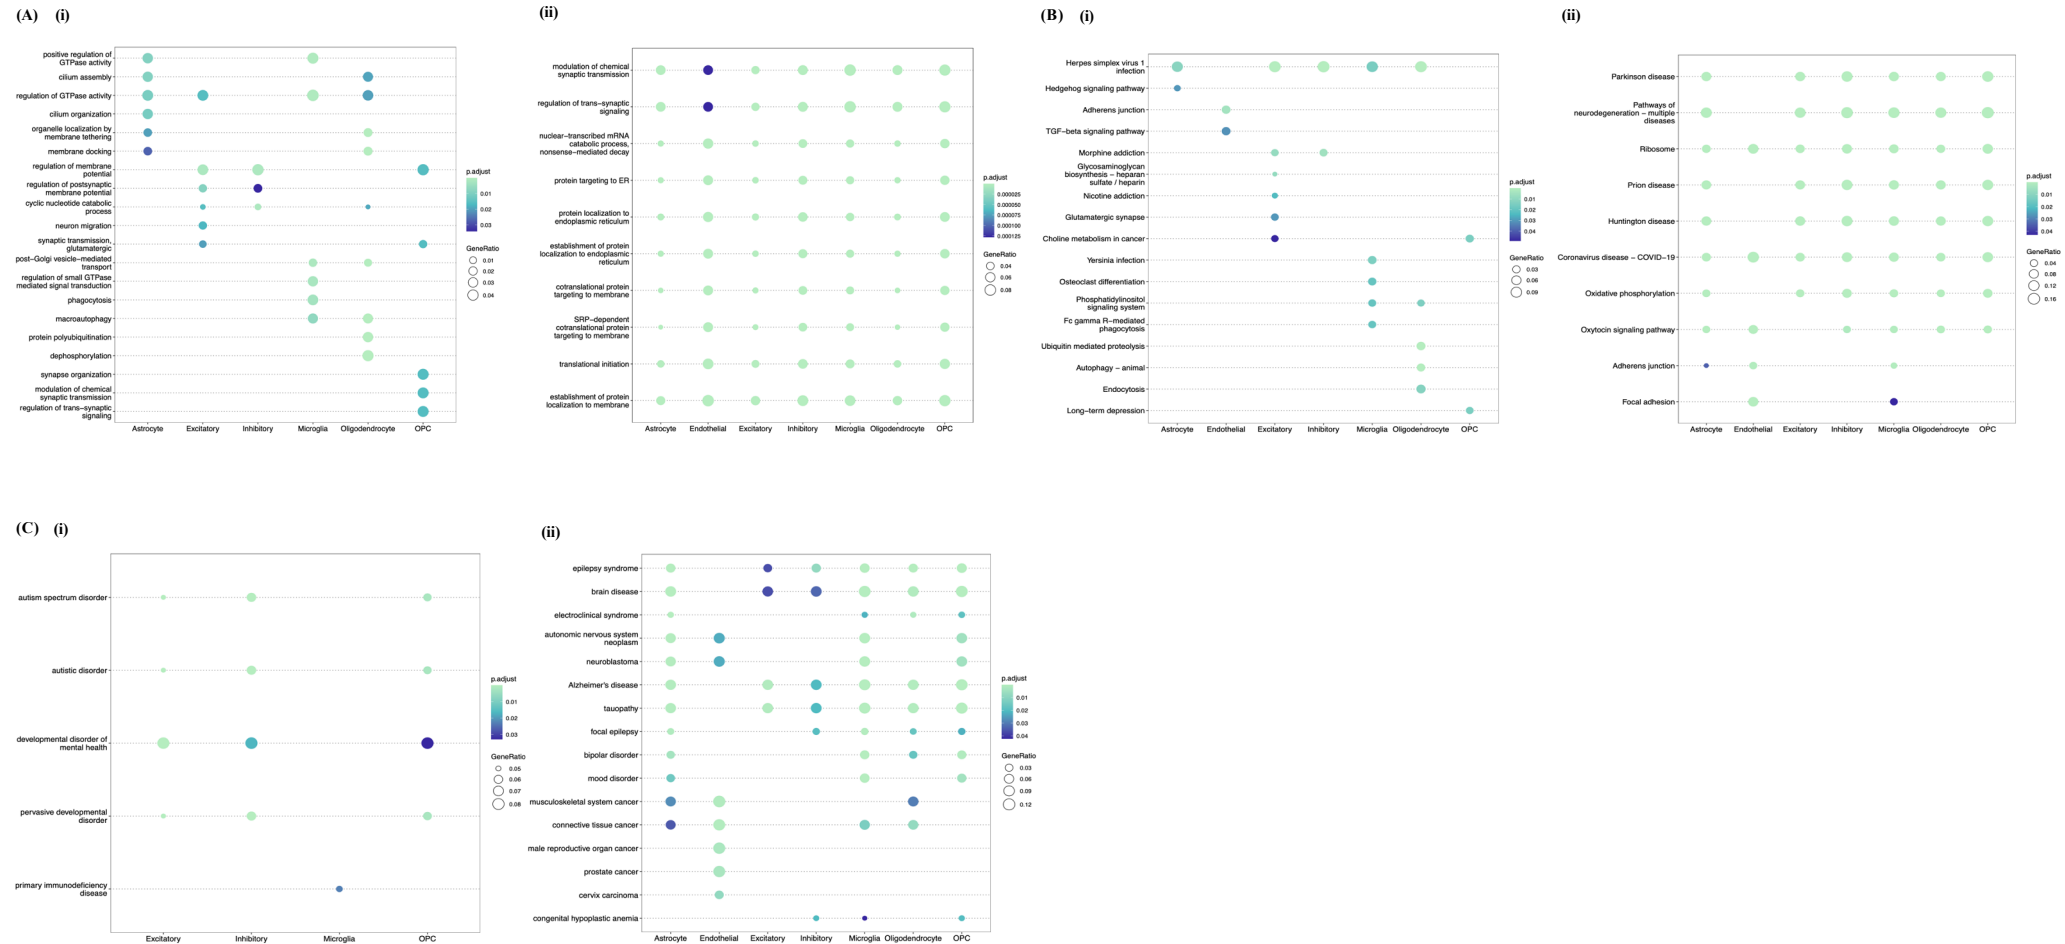 (A) (i)
positive regulation of
GTPase activity
cilium assembly
regulation of GTPase activity
cilium organization
organelle localization by
membrane tethering
membrane docking
regulation of membrane
potential
regulation of postsynaptic
membrane potential
cyclic nucleotide catabolic
process
neuron migration
synaptic transmission,
glutamatergic
post−Golgi vesicle−mediated
transport
regulation of small GTPase
mediated signal transduction
phagocytosis
macroautophagy
protein polyubiquitination
dephosphorylation
synapse organization
modulation of chemical
synaptic transmission
regulation of trans−synaptic
signaling
Astrocyte Excitatory Inhibitory Microglia Oligodendrocyte OPC
p.adjust
0.01
0.02
0.03
GeneRatio
0.01
0.02
0.03
0.04
(ii)
modulation of chemical
synaptic transmission
regulation of trans−synaptic
signaling
nuclear−transcribed mRNA
catabolic process,
nonsense−mediated decay
protein targeting to ER
protein localization to
endoplasmic reticulum
establishment of protein
localization to endoplasmic
reticulum
cotranslational protein
targeting to membrane
SRP−dependent
cotranslational protein
targeting to membrane
translational initiation
establishment of protein
localization to membrane
Astrocyte Endothelial Excitatory Inhibitory Microglia Oligodendrocyte OPC
p.adjust
0.000025
0.000050
0.000075
0.000100
0.000125
GeneRatio
0.04
0.06
0.08
(B) (i)
Herpes simplex virus 1
infection
Hedgehog signaling pathway
Adherens junction
TGF−beta signaling pathway
Morphine addiction
Glycosaminoglycan
biosynthesis − heparan
sulfate / heparin
Nicotine addiction
Glutamatergic synapse
Choline metabolism in cancer
Yersinia infection
Osteoclast differentiation
Phosphatidylinositol
signaling system
Fc gamma R−mediated
phagocytosis
Ubiquitin mediated proteolysis
Autophagy − animal
Endocytosis
Long−term depression
Astrocyte Endothelial Excitatory Inhibitory Microglia Oligodendrocyte OPC
p.adjust
0.01
0.02
0.03
0.04
GeneRatio
0.03
0.06
0.09
(ii)
Parkinson disease
Pathways of
neurodegeneration − multiple
diseases
Ribosome
Prion disease
Huntington disease
Coronavirus disease − COVID−19
Oxidative phosphorylation
Oxytocin signaling pathway
Adherens junction
Focal adhesion
Astrocyte Endothelial Excitatory Inhibitory Microglia Oligodendrocyte OPC
p.adjust
0.01
0.02
0.03
0.04
GeneRatio
0.04
0.08
0.12
0.16
(C) (i)
autism spectrum disorder
autistic disorder
developmental disorder of
mental health
pervasive developmental
disorder
primary immunodeficiency
disease
Excitatory Inhibitory Microglia OPC
p.adjust
0.01
0.02
0.03
GeneRatio
0.05
0.06
0.07
0.08
(ii)
epilepsy syndrome
brain disease
electroclinical syndrome
autonomic nervous system
neoplasm
neuroblastoma
Alzheimer's disease
tauopathy
focal epilepsy
bipolar disorder
mood disorder
musculoskeletal system cancer
connective tissue cancer
male reproductive organ cancer
prostate cancer
cervix carcinoma
congenital hypoplastic anemia
Astrocyte Endothelial Excitatory Inhibitory Microglia Oligodendrocyte OPC
p.adjust
0.01
0.02
0.03
0.04
GeneRatio
0.03
0.06
0.09
0.12